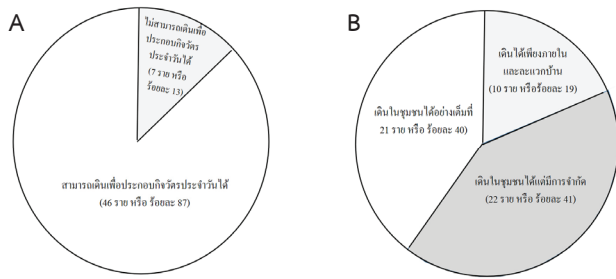 A
ไม่สามารถเดินเพื่อ
ประกอบกิจวัตร
ประจำวันได้
(7 ราย หรือ
ร้อยละ 13)
สามารถเดินเพื่อประกอบกิจวัตรประจำวันได้
(46 ราย หรือ ร้อยละ 87)
B
เดินได้เพียงภายใน
และละแวกบ้าน
(10 ราย หรือร้อยละ 19)
เดินในชุมชนได้อย่างเต็มที่
21 ราย หรือ ร้อยละ 40)
เดินในชุมชนได้แต่มีการจำกัด
(22 ราย หรือ ร้อยละ 41)